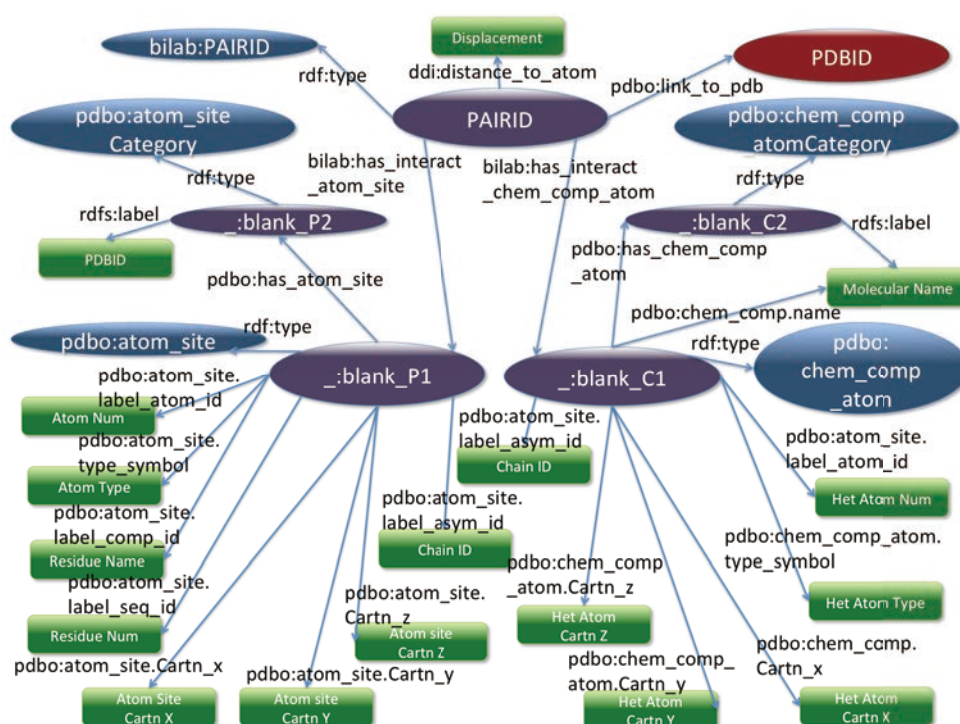 Displacement
bilab:PAIRID
rdf:type
ddi:distance_to_atom
PDBID
pdbo:link_to_pdb
PAIRID
pdbo:atom_site
Category
pdbo:chem_comp
_atomCategory
bilab:has_interact
_atom_site
bilab:has_interact
_chem_comp_atom
rdf:type
rdf:type
rdfs:label
_:blank_P2
_:blank_C2
rdfs:label
PDBID
pdbo:has_atom_site
pdbo:has_chem_comp
_atom
Molecular Name
pdbo:chem_comp.name
rdf:type
pdbo:atom_site
rdf:type
pdbo:
chem_comp
_atom
_:blank_P1
_:blank_C1
pdbo:atom_site.
label_atom_id
Atom Num
pdbo:atom_site.
type_symbol
Atom Type
pdbo:atom_site.
label_comp_id
Residue Name
pdbo:atom_site.
label_seq_id
Residue Num
pdbo:atom_site.Cartn_x
Atom Site
Cartn X
pdbo:atom_site.Cartn_y
Atom site
Cartn Y
pdbo:atom_site.
Cartn_z
Atom site
Cartn Z
pdbo:atom_site.
label_asym_id
Chain ID
pdbo:atom_site.
label_asym_id
Chain ID
pdbo:chem_comp
_atom.Cartn_z
Het Atom
Cartn Z
pdbo:chem_comp_
atom.Cartn_y
Het Atom
Cartn Y
pdbo:chem_comp.
Cartn_x
Het Atom
Cartn X
pdbo:chem_comp_atom.
type_symbol
Het Atom Type
pdbo:atom_site.
label_atom_id
Het Atom Num